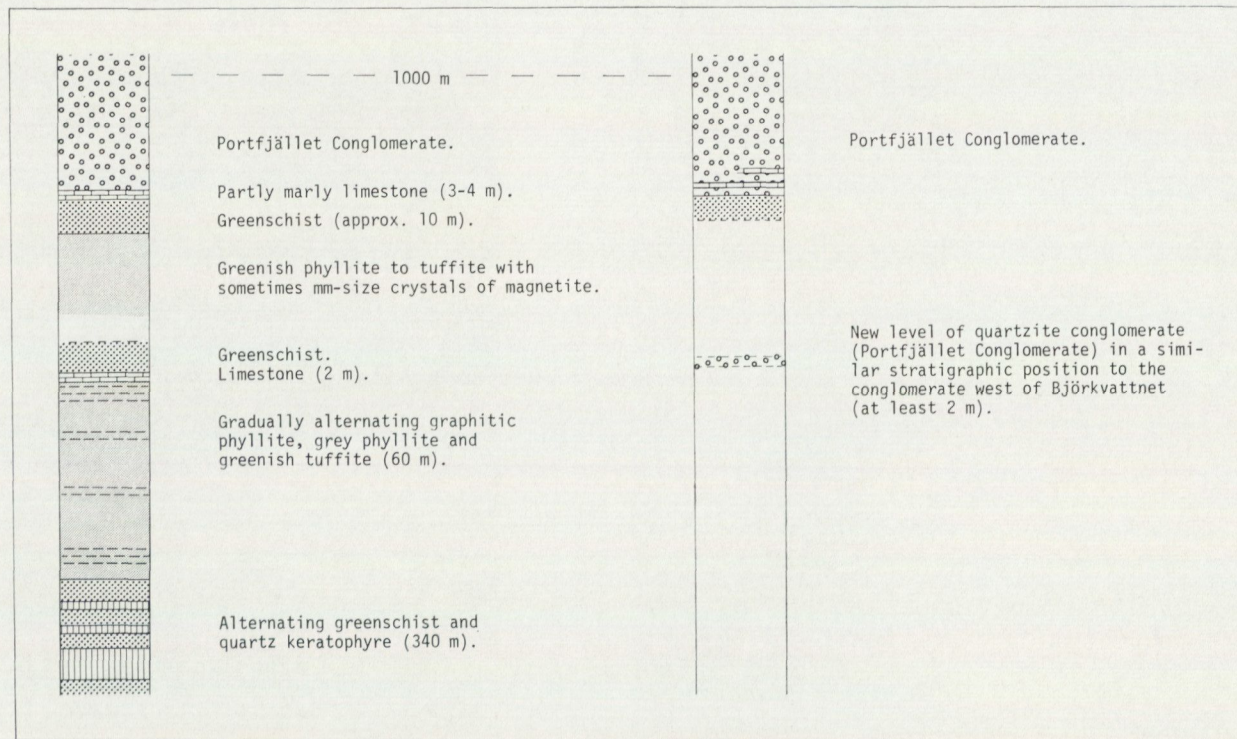 1000 m
Portfjället Conglomerate.
Partly marly limestone (3-4 m).
Greenschist (approx. 10 m).
Greenish phyllite to tuffite with
sometimes mm-size crystals of magnetite.
Greenschist.
Limestone (2 m).
Gradually alternating graphitic
phyllite, grey phyllite and
greenish tuffite (60 m).
Alternating greenschist and
quartz keratophyre (340 m).
Portfjället Conglomerate.
New level of quartzite conglomerate
(Portfjället Conglomerate) in a simi-
lar stratigraphic position to the
conglomerate west of Björkvattnet
(at least 2 m).